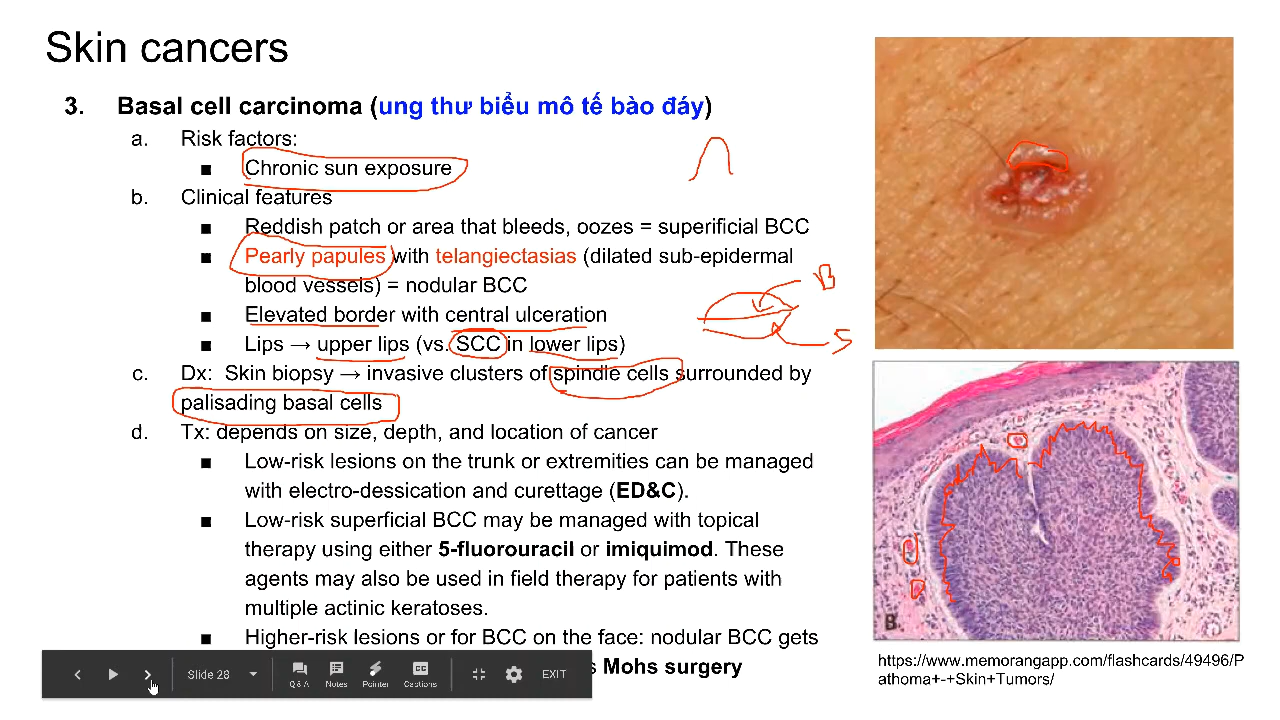 Skin cancers
3. Basal cell carcinoma (ung thư biểu mô tế bào đáy)
a. Risk factors:
■ Chronic sun exposure
b. Clinical features
■ Reddish patch or area that bleeds, oozes = superificial BCC
■ Pearly papules with telangiectasias (dilated sub-epidermal
blood vessels) = nodular BCC
■ Elevated border with central ulceration
■ Lips → upper lips (vs. SCC in lower lips)
c. Dx: Skin biopsy → invasive clusters of spindle cells surrounded by
palisading basal cells
d. Tx: depends on size, depth, and location of cancer
■ Low-risk lesions on the trunk or extremities can be managed
with electro-dessication and curettage (ED&C).
■ Low-risk superficial BCC may be managed with topical
therapy using either 5-fluorouracil or imiquimod. These
agents may also be used in field therapy for patients with
multiple actinic keratoses.
■ Higher-risk lesions or for BCC on the face: nodular BCC gets
s Mohs surgery
B
S
B.
https://www.memorangapp.com/flashcards/49496/P
athoma+-+Skin+Tumors/
Slide 28
Q & A
Notes
Pointer
CC
Captions
EXIT